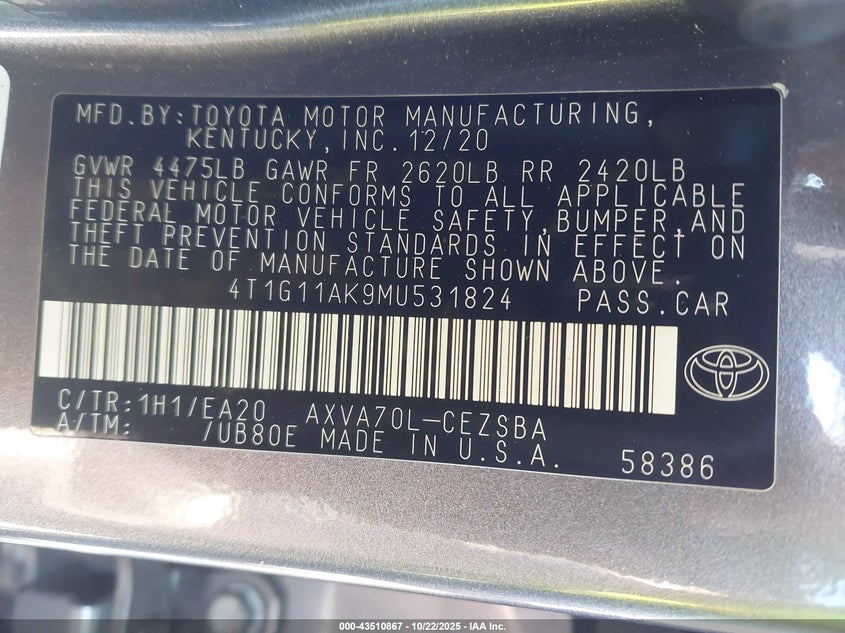 MFD.BY:TOYOTA MOTOR MANUFACTURING,
KENTUCKY,INC.12/20
GVWR 4475LB GAWR FR 2620LB RR 2420LB
THIS VEHICLE CONFORMS TO ALL APPLICABLE
FEDERAL MOTOR VEHICLE SAFETY,BUMPER,AND
THEFT PREVENTION STANDARDS IN EFFECT ON
THE DATE OF MANUFACTURE SHOWN ABOVE.
4T1G11AK9MU531824 PASS.CAR
C/TR:1H1/EA20 AXVA70L-CEZSBA
A/TM: /UB80E MADE IN U.S.A. 58386
000-43510867 - 10/22/2025 - IAA Inc.